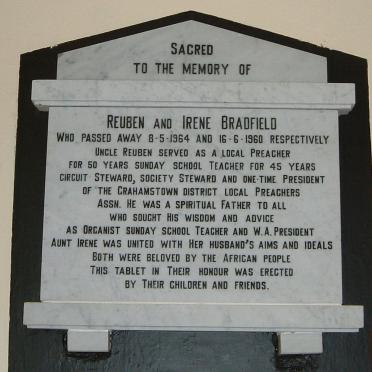 SACRED
TO THE MEMORY OF
REUBEN AND IRENE BRADFIELD
WHO PASSED AWAY 8-5-1964 AND 16-6-1960 RESPECTIVELY
UNCLE REUBEN SERVED AS A LOCAL PREACHER
FOR 50 YEARS SUNDAY SCHOOL TEACHER FOR 45 YEARS
CIRCUIT STEWARD, SOCIETY STEWARD AND ONE-TIME PRESIDENT
OF THE GRAHAMSTOWN DISTRICT LOCAL PREACHERS
ASSN. HE WAS A SPIRITUAL FATHER TO ALL
WHO SOUGHT HIS WISDOM AND ADVICE
AS ORGANIST SUNDAY SCHOOL TEACHER AND W.A. PRESIDENT
AUNT IRENE WAS UNITED WITH HER HUSBAND'S AIMS AND IDEALS
BOTH WERE BELOVED BY THE AFRICAN PEOPLE
THIS TABLET IN THEIR HONOUR WAS ERECTED
BY THEIR CHILDREN AND FRIENDS.